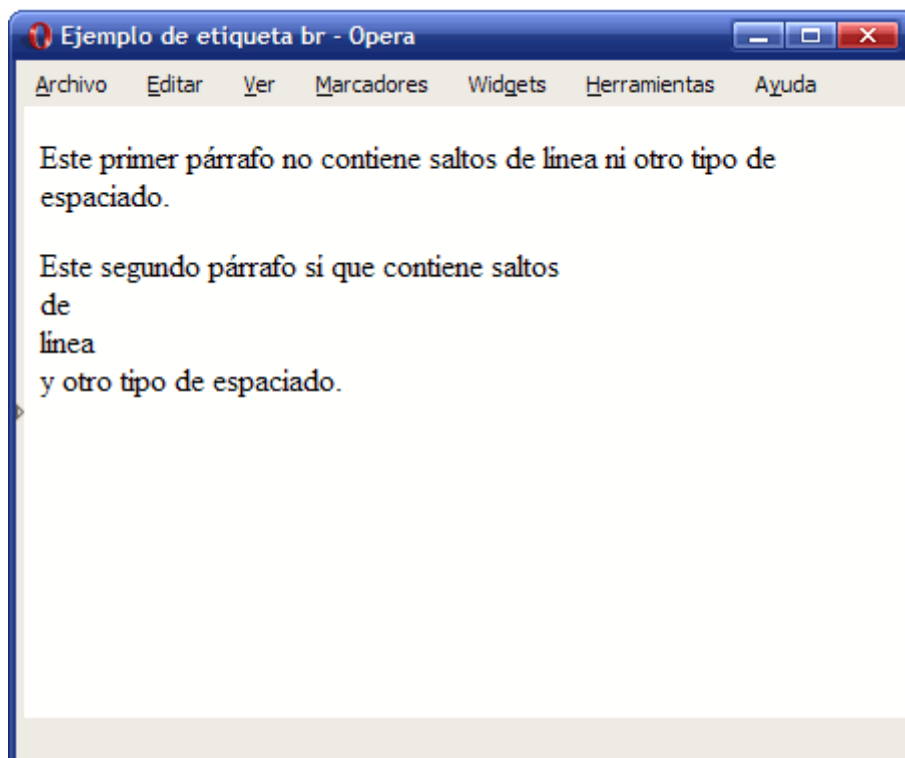 Ejemplo de etiqueta br - Opera
Archivo Editar Ver Marcadores Widgets Herramientas Ayuda
Este primer párrafo no contiene saltos de línea ni otro tipo de
espaciado.
Este segundo párrafo sí que contiene saltos
de
línea
y otro tipo de espaciado.